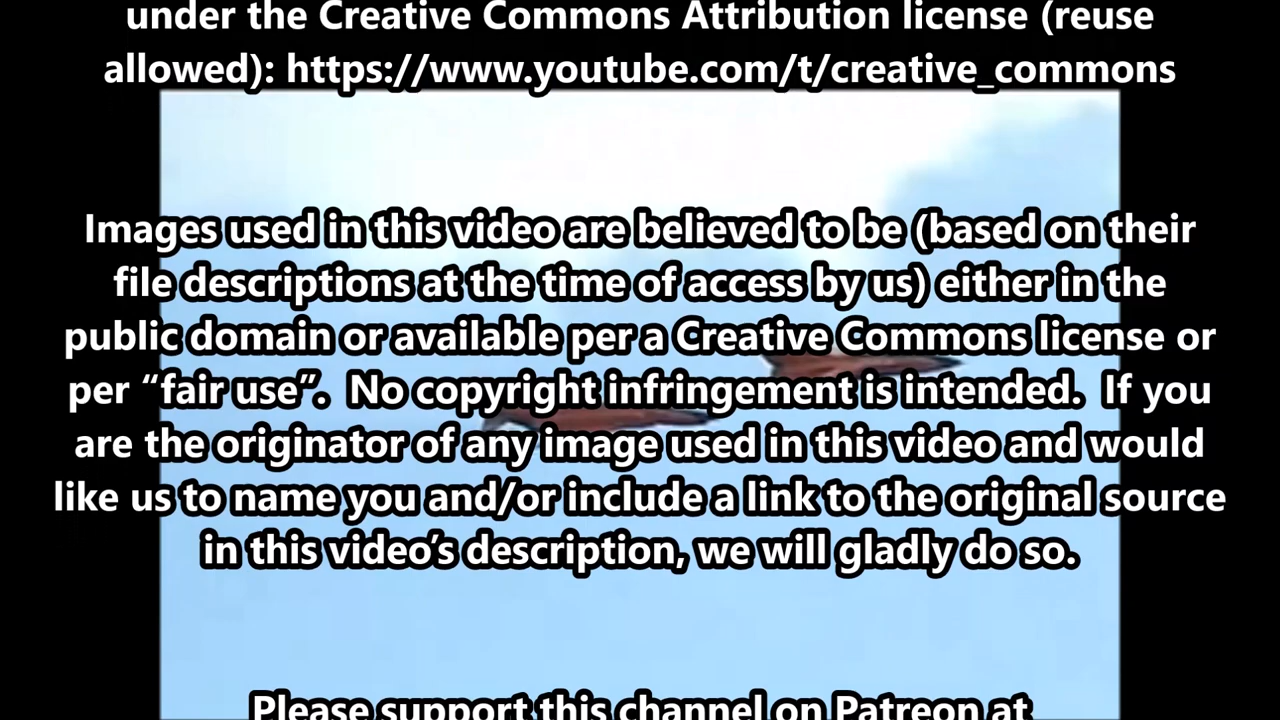 under the Creative Commons Attribution license (reuse
allowed): https://www.youtube.com/t/creative_commons
Images used in this video are believed to be (based on their
file descriptions at the time of access by us) either in the
public domain or available per a Creative Commons license or
per “fair use”.  No copyright infringement is intended.  If you
are the originator of any image used in this video and would
like us to name you and/or include a link to the original source
in this video’s description, we will gladly do so.
Please support this channel on Patreon at